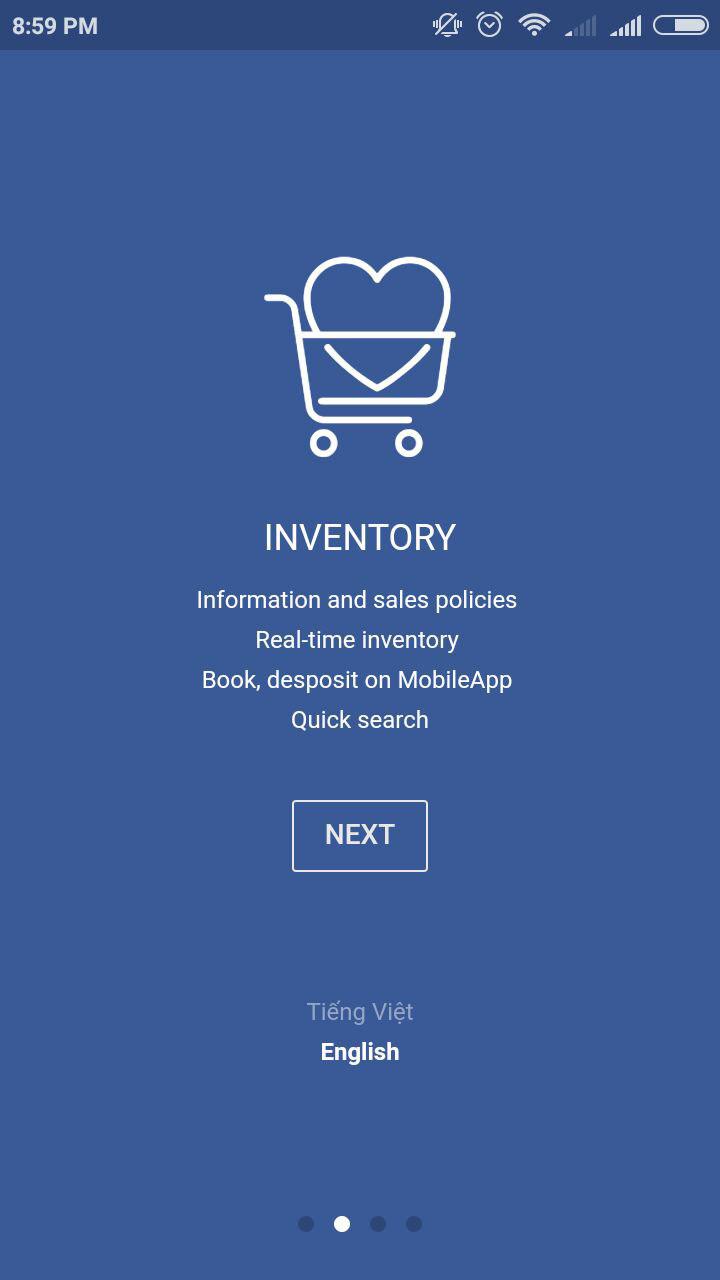 8:59 PM
INVENTORY
Information and sales policies
Real-time inventory
Book, desposit on MobileApp
Quick search
NEXT
Tiếng Việt
English